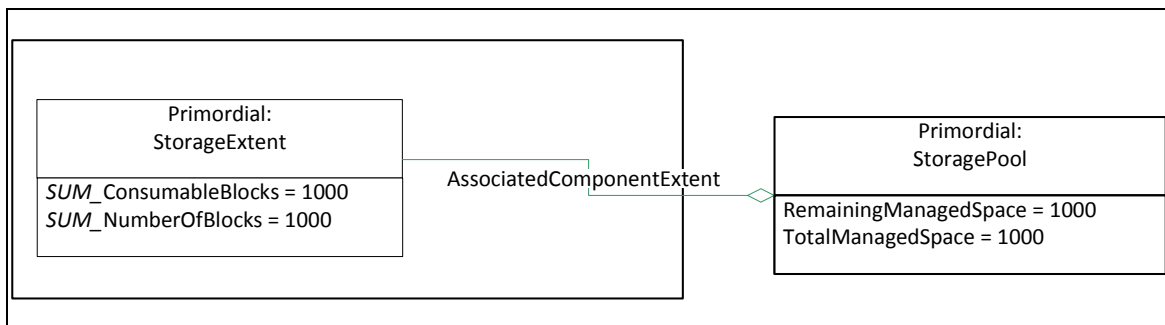 Primordial:
StorageExtent
SUM_ConsumableBlocks = 1000
SUM_NumberOfBlocks = 1000
AssociatedComponentExtent
Primordial:
StoragePool
RemainingManagedSpace = 1000
TotalManagedSpace = 1000